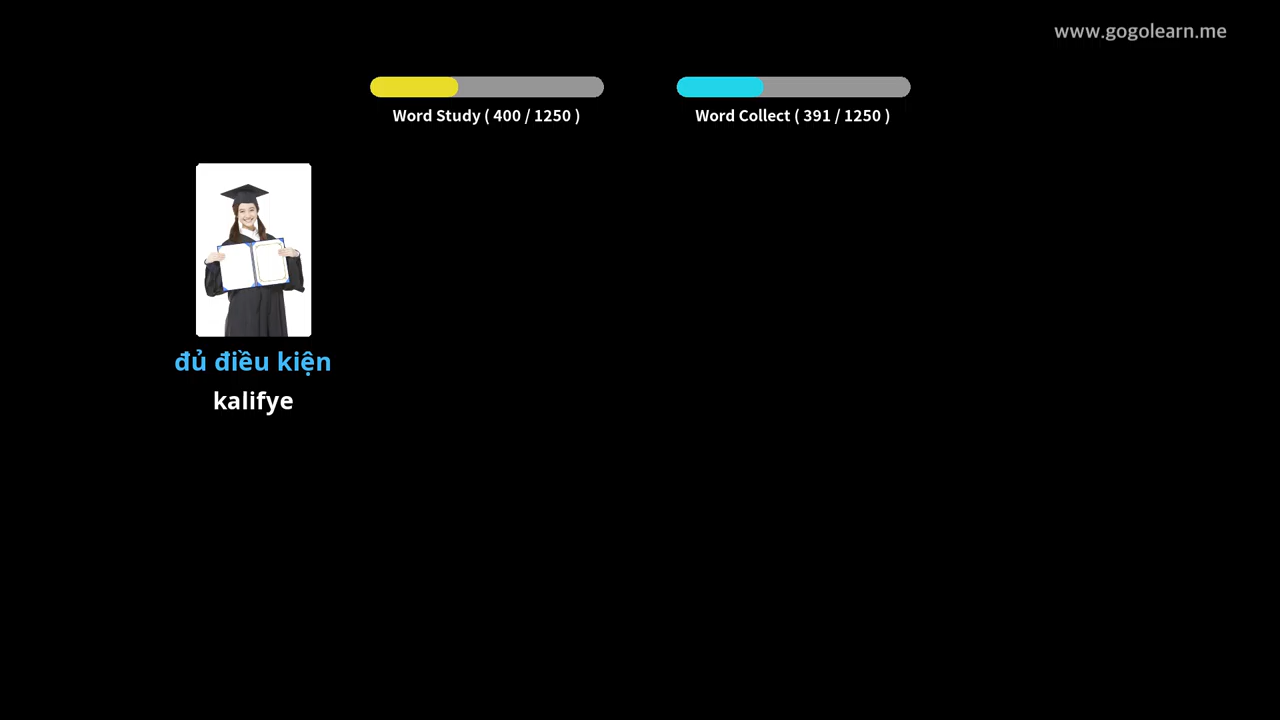 www.gogolearn.me
Word Study ( 400 / 1250 )
Word Collect ( 391 / 1250 )
đủ điều kiện
kalifye